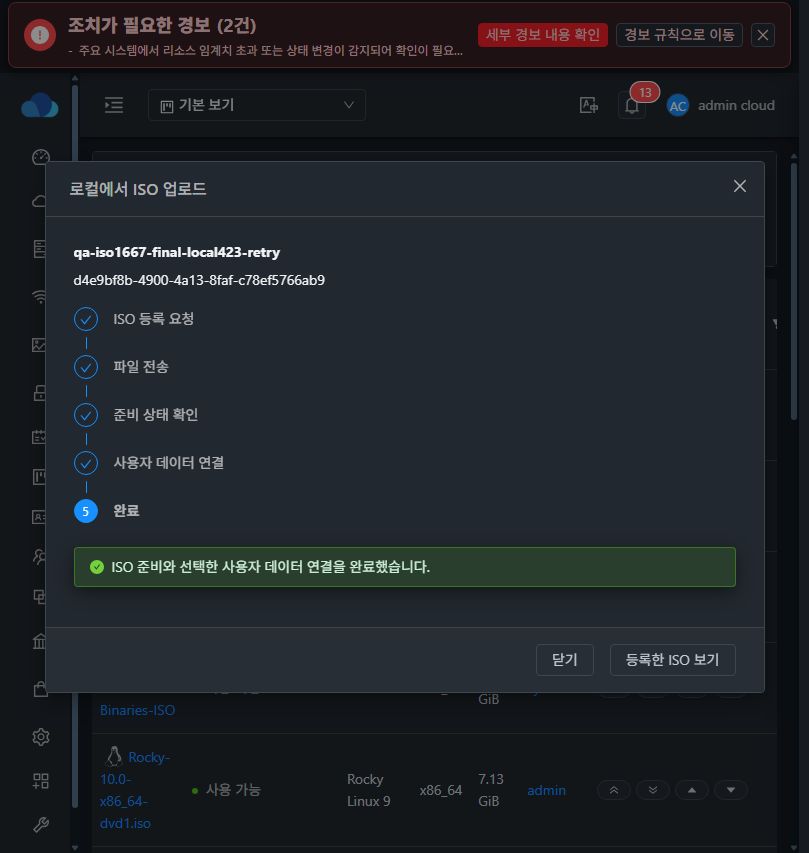 조치가 필요한 경보 (2건)
- 주요 시스템에서 리소스 임계치 초과 또는 상태 변경이 감지되어 확인이 필요...
세부 경보 내용 확인
경보 규칙으로 이동
기본 보기
13
AC
admin cloud
로컬에서 ISO 업로드
qa-iso1667-final-local423-retry
d4e9bf8b-4900-4a13-8faf-c78ef5766ab9
ISO 등록 요청
파일 전송
준비 상태 확인
사용자 데이터 연결
5 완료
ISO 준비와 선택한 사용자 데이터 연결을 완료했습니다.
닫기
등록한 ISO 보기
Binaries-ISO
GiB
Rocky-
10.0-
x86_64-
dvd1.iso
사용 가능
Rocky
Linux 9
x86_64
7.13
GiB
admin